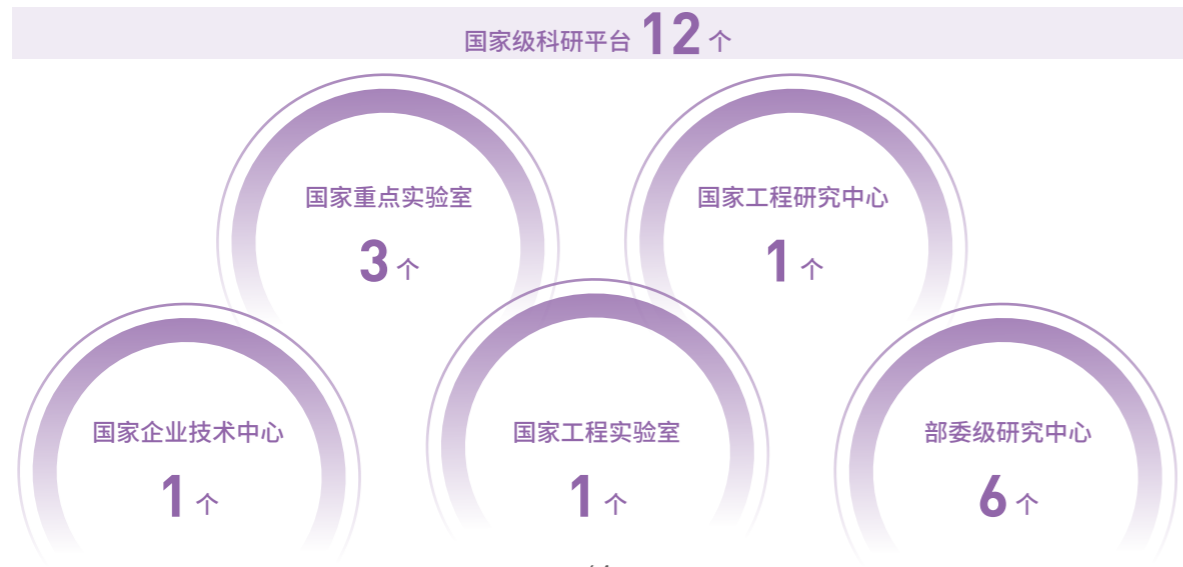 国家级科研平台 12 个
国家重点实验室
3 个
国家工程研究中心
1 个
国家企业技术中心
1 个
国家工程实验室
1 个
部委级研究中心
6 个